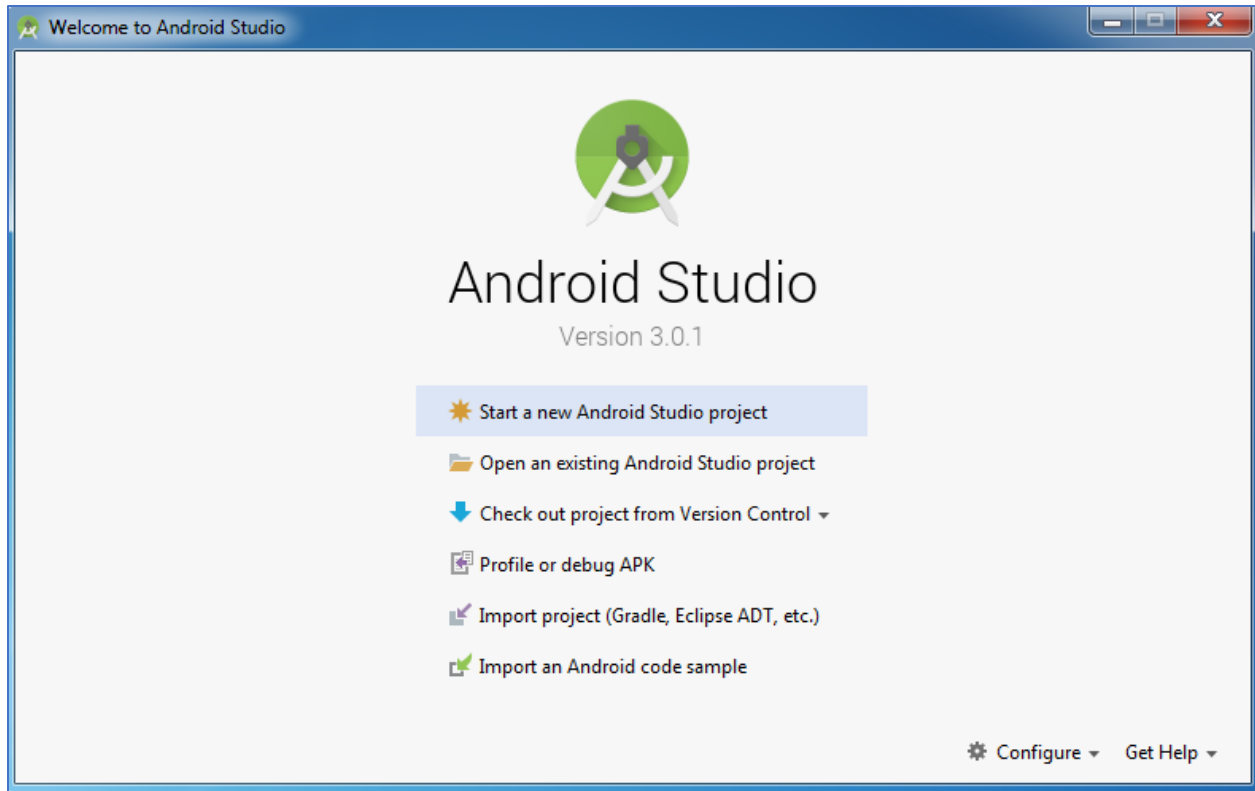 Welcome to Android Studio
Android Studio
Version 3.0.1
Start a new Android Studio project
Open an existing Android Studio project
Check out project from Version Control
Profile or debug APK
Import project (Gradle, Eclipse ADT, etc.)
Import an Android code sample
Configure Get Help